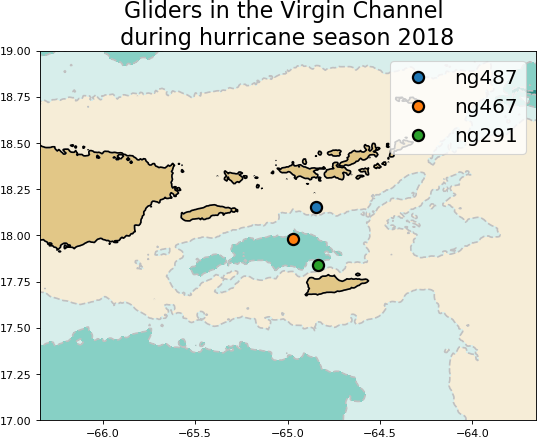 Gliders in the Virgin Channel
during hurricane season 2018
ng487
ng467
ng291
19.00
18.75
18.50
18.25
18.00
17.75
17.50
17.25
17.00
−66.0 −65.5 −65.0 −64.5 −64.0